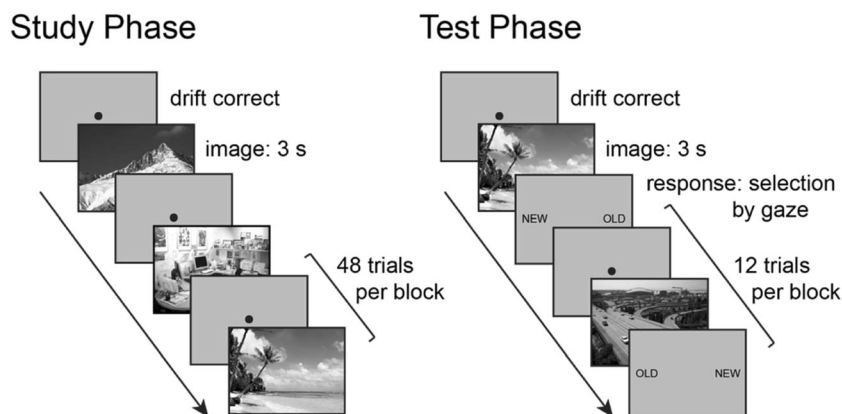 Study Phase
drift correct
image: 3 s
48 trials
per block
Test Phase
drift correct
image: 3 s
response: selection
by gaze
NEW OLD
12 trials
per block
OLD NEW